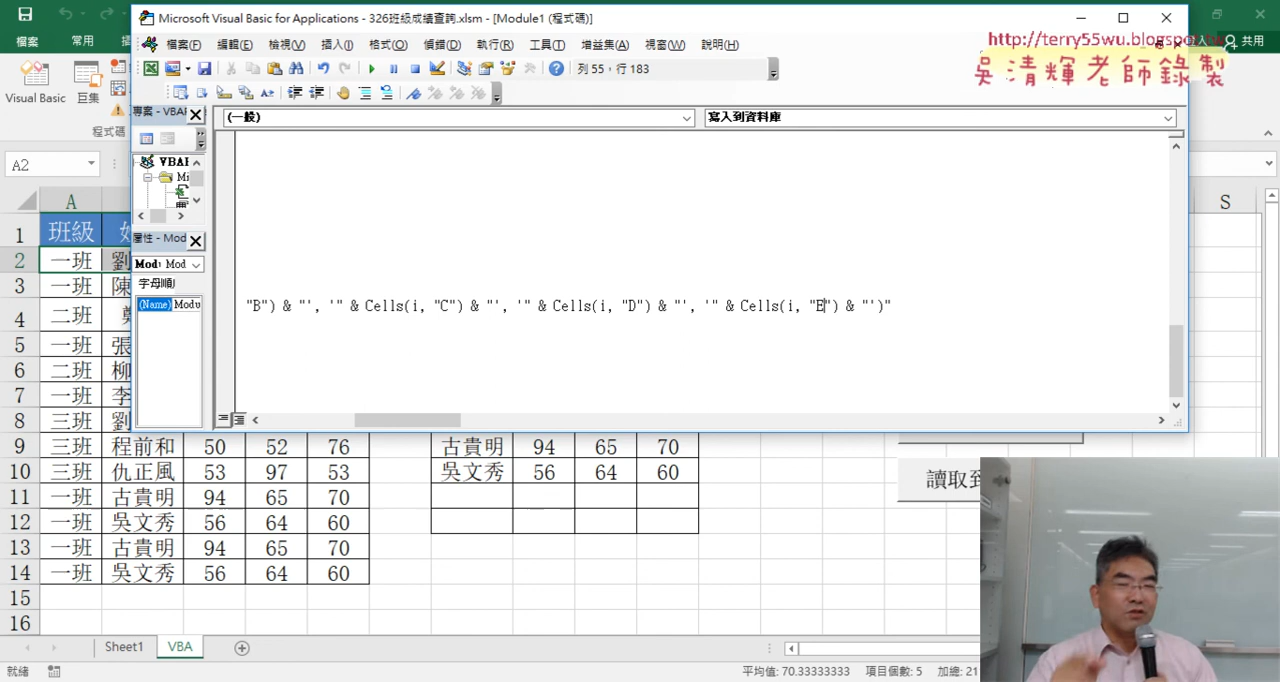 Microsoft Visual Basic for Applications - 326班級成績查詢.xlsm - [Module1 (程式碼)]
http://terry55wu.blogspot.
吳清輝老師錄製
檔案 常用
檔案(F) 編輯(E) 檢視(V) 插入(I) 格式(O) 偵錯(D) 執行(R) 工具(T) 增益集(A) 視窗(W) 說明(H)
共用
列 55，行 183
Visual Basic 巨集
程式碼
專案 - VBAP
(一般) 寫入到資料庫
A2
VBAP
Mi
屬性 - Mod
Mod Mod
字母順
(Name) Modu
"B") & "', '" & Cells(i, "C") & "', '" & Cells(i, "D") & "', '" & Cells(i, "E") & "')"
A S
1 班級
2 一班 劉
3 一班 陳
4 二班
5 一班 張
6 二班 柳
7 一班 李
8 三班 劉
9 三班 程前和 50 52 76 古貴明 94 65 70
10 三班 仇正風 53 97 53 吳文秀 56 64 60
讀取到
11 一班 古貴明 94 65 70
12 一班 吳文秀 56 64 60
13 一班 古貴明 94 65 70
14 一班 吳文秀 56 64 60
15
16
Sheet1 VBA
就緒 平均值: 70.33333333 項目個數: 5 加總: 21